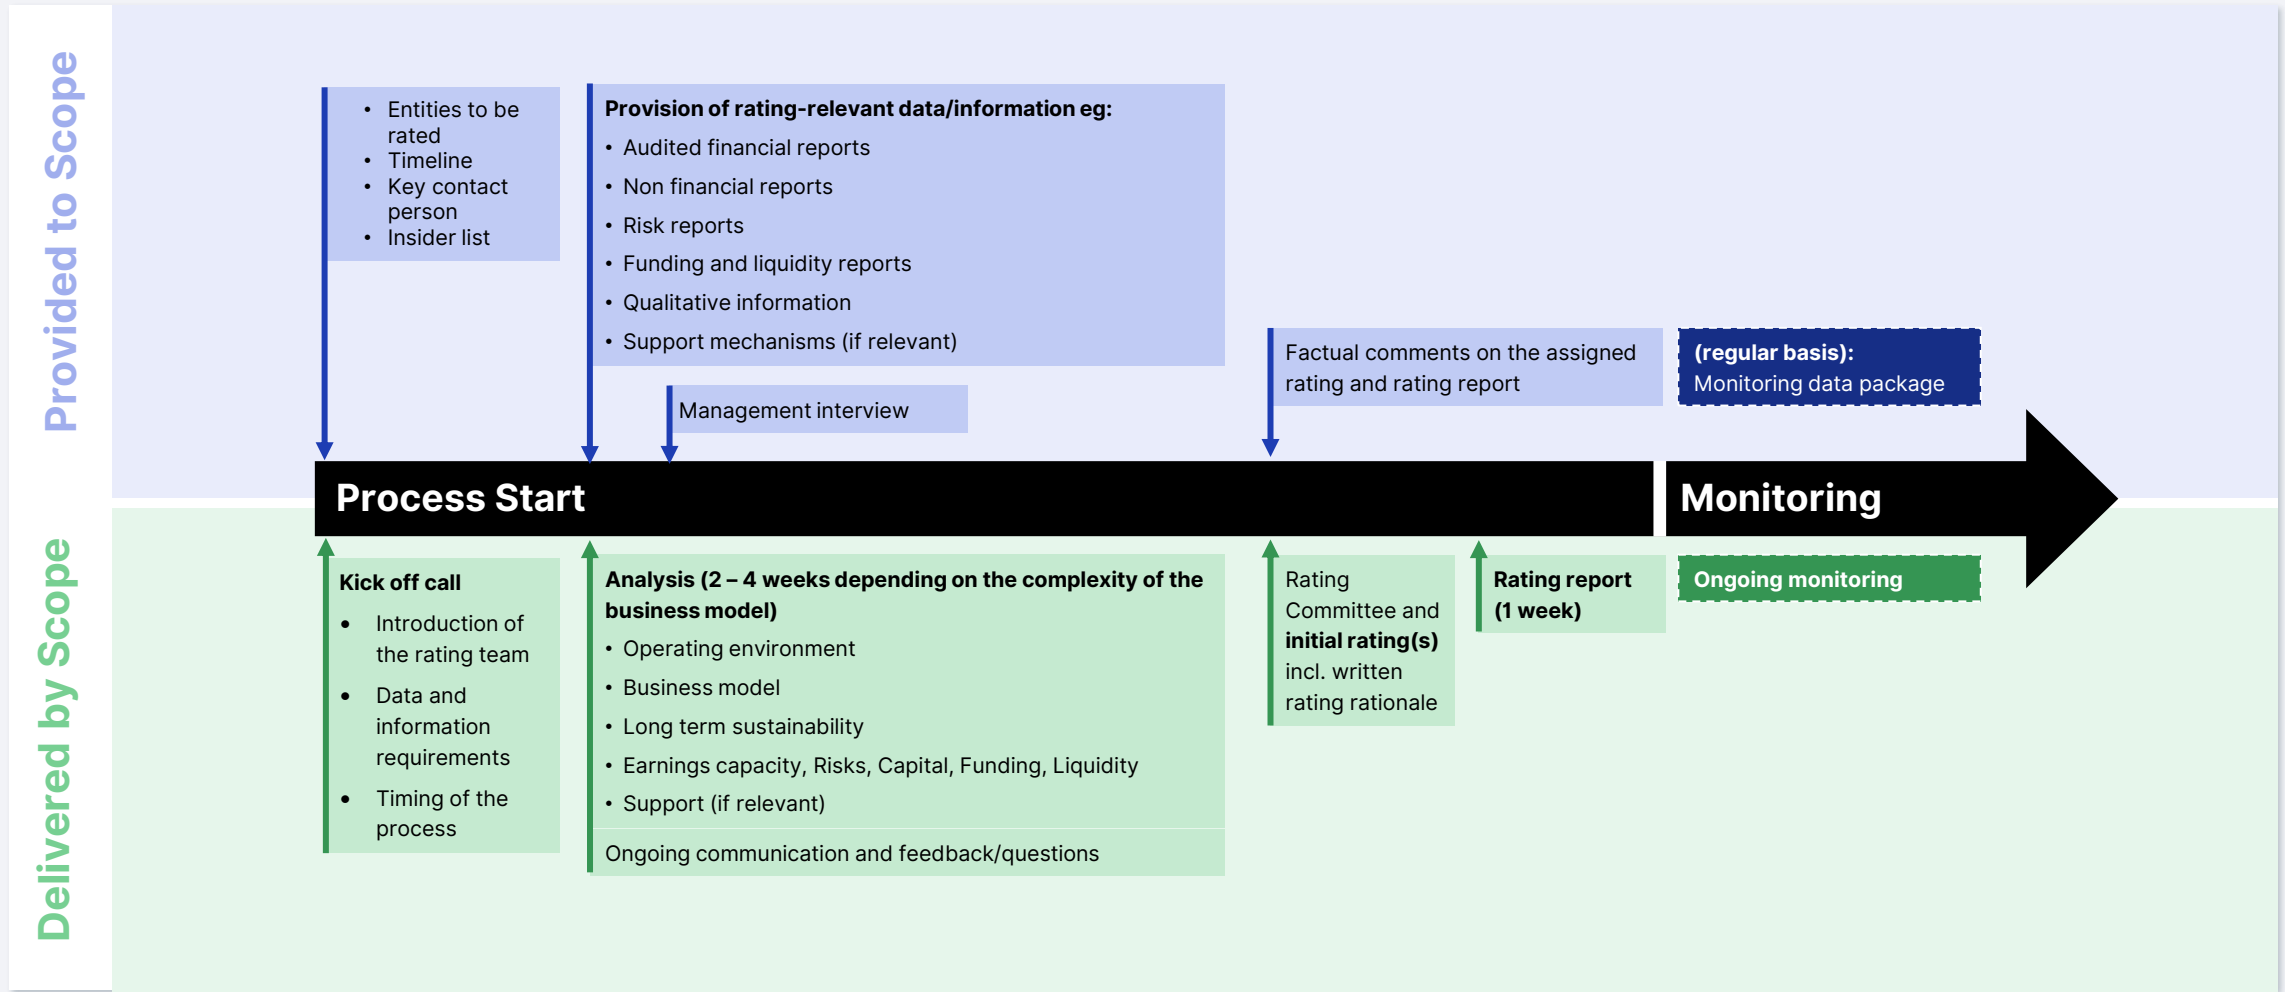 Provided to Scope
• Entities to be
rated
• Timeline
• Key contact
person
• Insider list
Provision of rating-relevant data/information eg:
• Audited financial reports
• Non financial reports
• Risk reports
• Funding and liquidity reports
• Qualitative information
• Support mechanisms (if relevant)
Management interview
Factual comments on the assigned
rating and rating report
(regular basis):
Monitoring data package
Process Start
Monitoring
Delivered by Scope
Kick off call
• Introduction of
the rating team
• Data and
information
requirements
• Timing of the
process
Analysis (2 – 4 weeks depending on the complexity of the
business model)
• Operating environment
• Business model
• Long term sustainability
• Earnings capacity, Risks, Capital, Funding, Liquidity
• Support (if relevant)
Ongoing communication and feedback/questions
Rating
Committee and
initial rating(s)
incl. written
rating rationale
Rating report
(1 week)
Ongoing monitoring